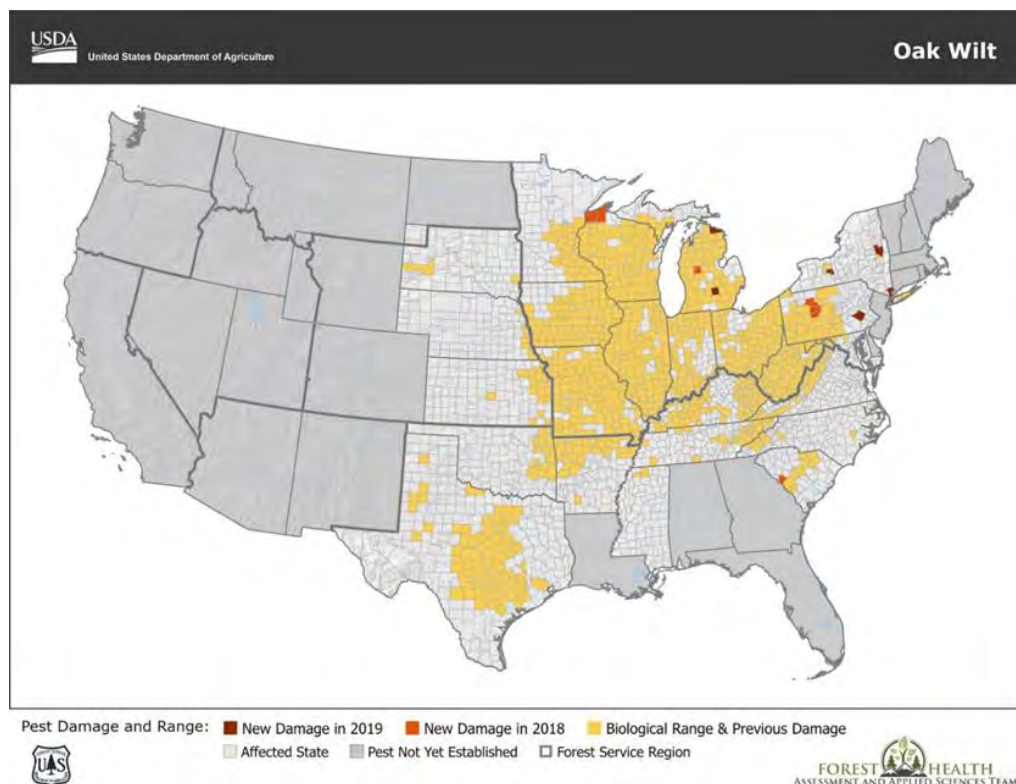 USDA
United States Department of Agriculture
Oak Wilt
Pest Damage and Range:
New Damage in 2019
New Damage in 2018
Biological Range & Previous Damage
Affected State
Pest Not Yet Established
Forest Service Region
FOREST HEALTH
ASSESSMENT AND APPLIED SCIENCES TEAM